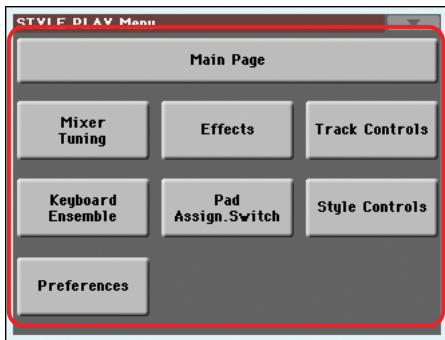 STYLE PLAY Menu
Main Page
Mixer
Tuning
Effects
Track Controls
Keyboard
Ensemble
Pad
Assign.Switch
Style Controls
Preferences